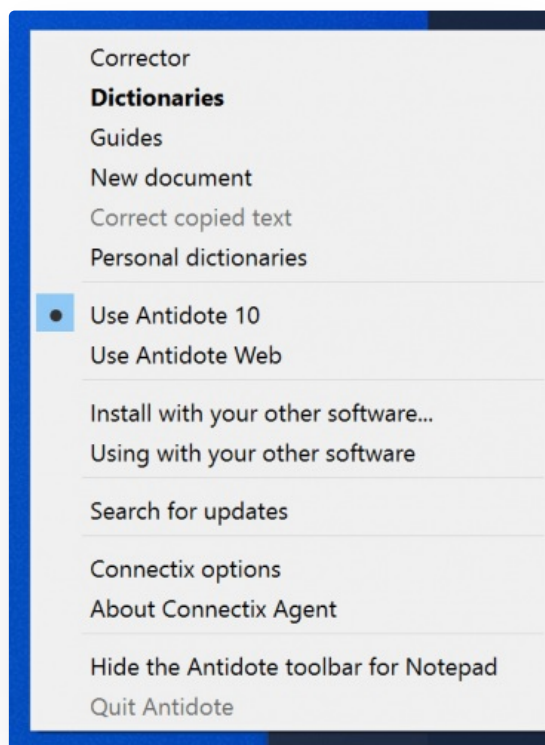 Corrector
Dictionaries
Guides
New document
Correct copied text
Personal dictionaries
Use Antidote 10
Use Antidote Web
Install with your other software...
Using with your other software
Search for updates
Connectix options
About Connectix Agent
Hide the Antidote toolbar for Notepad
Quit Antidote